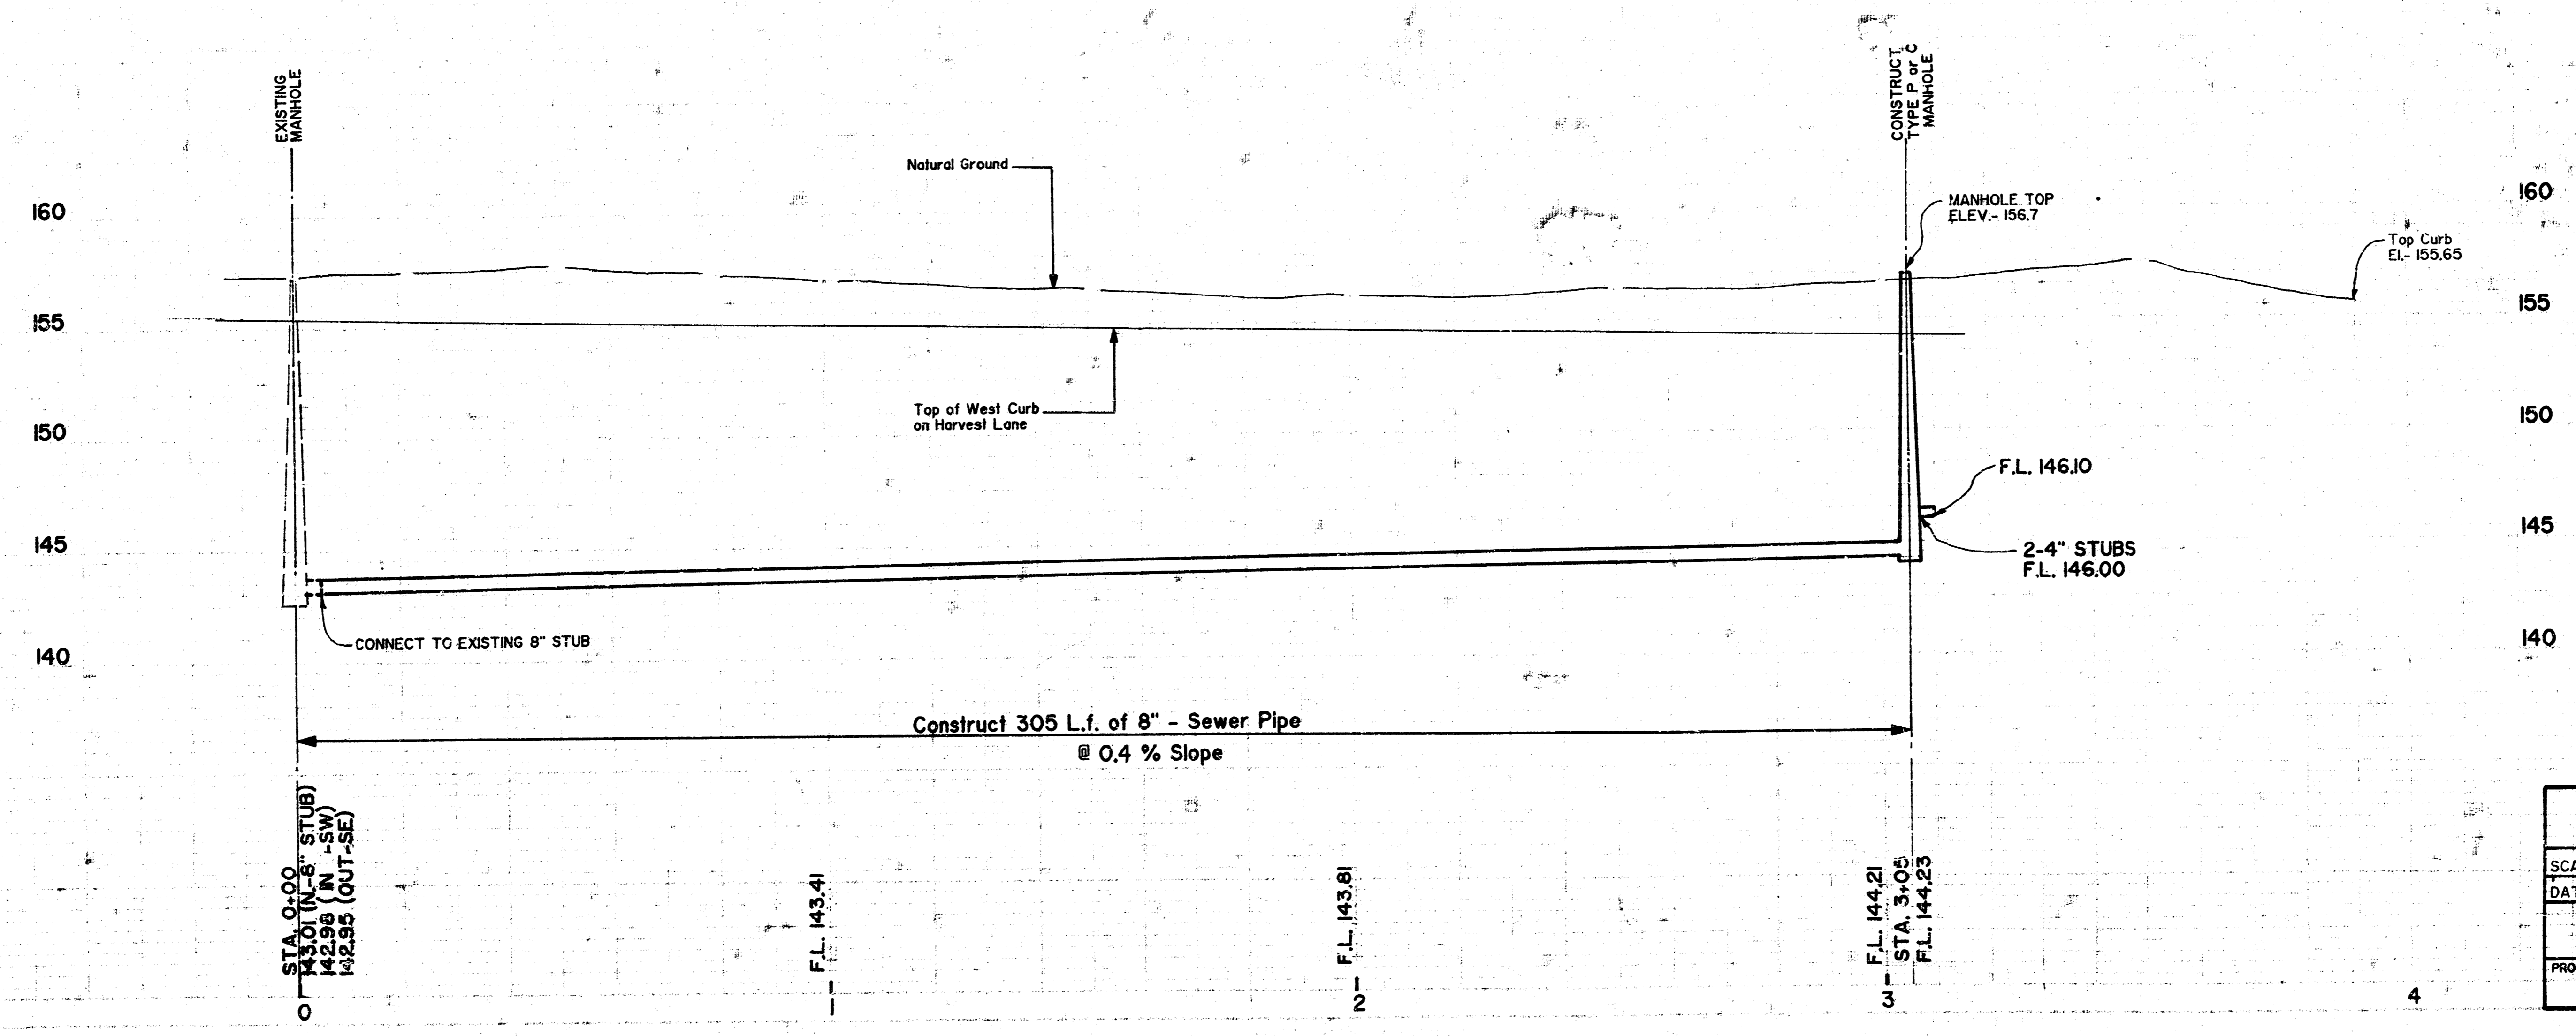 EXISTING
MANHOLE
CONSTRUCT
TYPE P or C
MANHOLE
Natural Ground
160
160
MANHOLE TOP
ELEV.- 156.7
Top Curb
El.- 155.65
155
155
Top of West Curb
on Harvest Lane
150
150
F.L. 146.10
145
145
2-4" STUBS
F.L. 146.00
CONNECT TO EXISTING 8" STUB
140
140
Construct 305 L.f. of 8" - Sewer Pipe
@ 0.4 % Slope
STA. 0+00
143.01 (N.-8" STUB)
142.98 (IN -SW)
142.95 (OUT-SE)
F.L. 143.41
F.L. 143.81
F.L. 144.21
STA. 3+05
F.L. 144.23
SCA
DAT
PRO
0
1
2
3
4